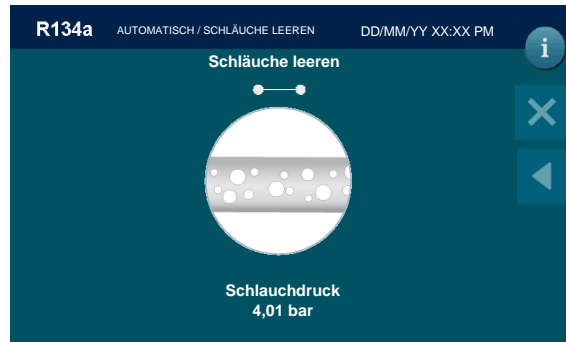 R134a AUTOMATISCH / SCHLÄUCHE LEEREN DD/MM/YY XX:XX PM
i
Schläuche leeren
Schlauchdruck
4,01 bar